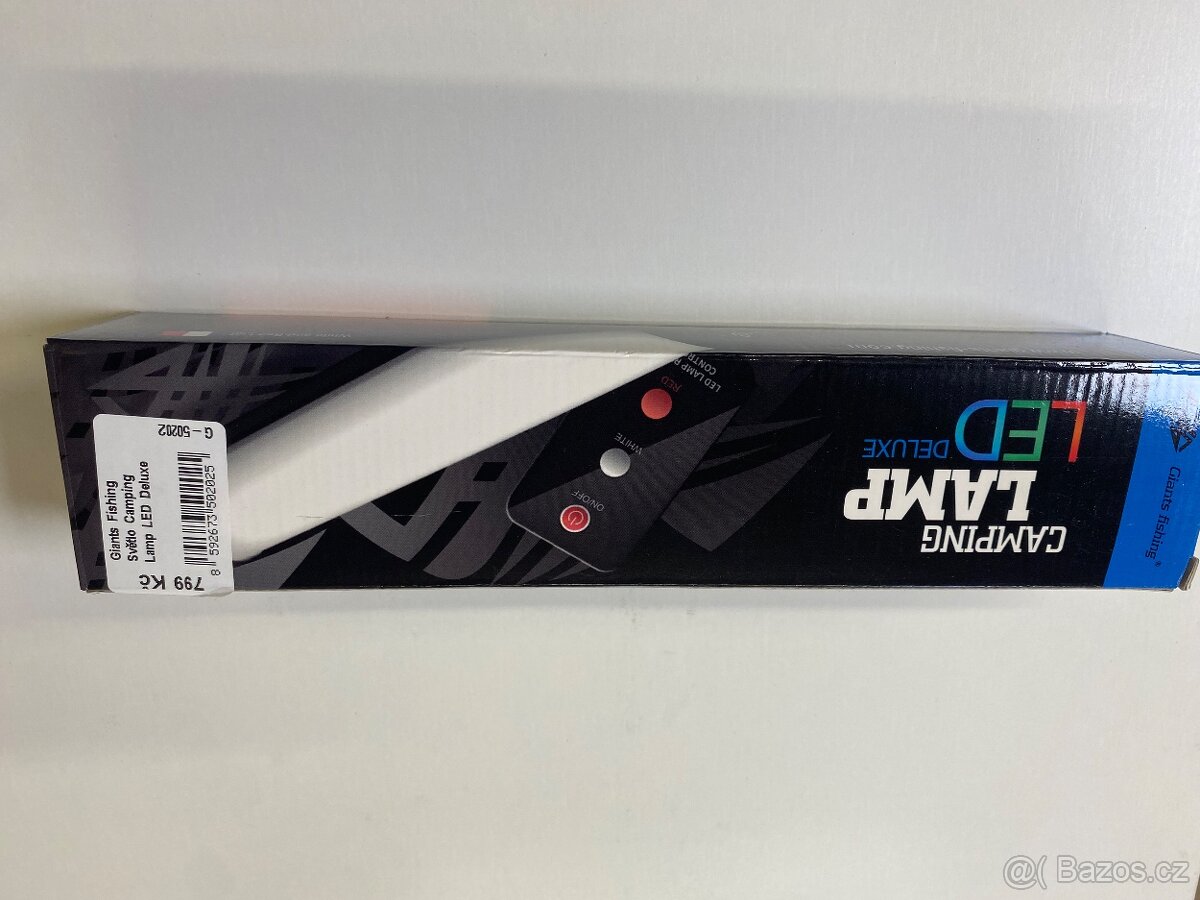 Giants Fishing
Světlo Camping
Lamp LED Deluxe
G-50202
8 592673 502025
799 Kč
CAMPING
LAMP
LED DELUXE
Giants fishing®
LED LAMP
RED
WHITE
ON/OFF
@( Bazos.cz